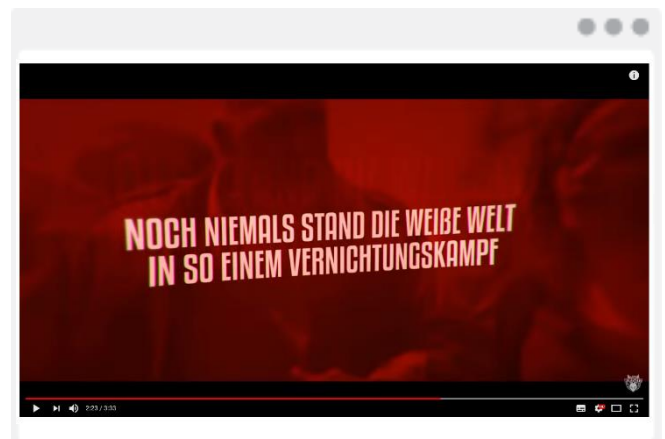 NOCH NIEMALS STAND DIE WEIßE WELT
IN SO EINEM VERNICHTUNGSKAMPF
2:23 / 3:33